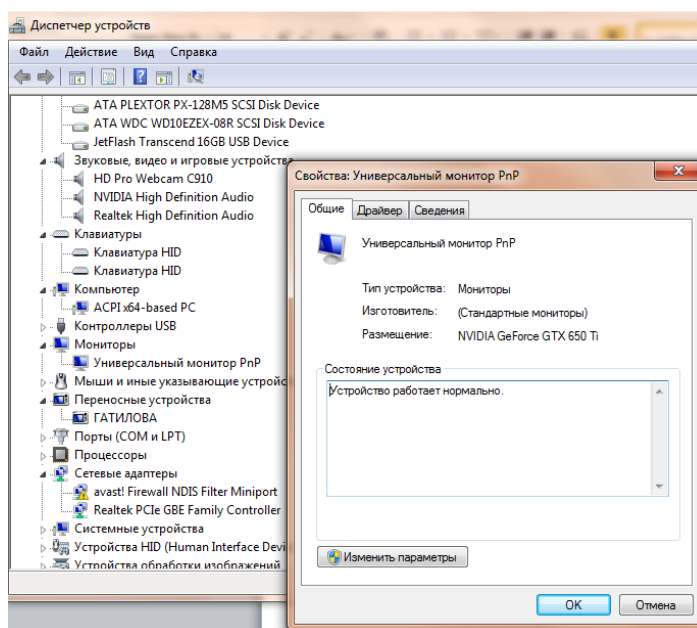 Диспетчер устройств
Файл Действие Вид Справка
ATA PLEXTOR PX-128M5 SCSI Disk Device
ATA WDC WD10EZEX-08R SCSI Disk Device
JetFlash Transcend 16GB USB Device
Звуковые, видео и игровые устройства
HD Pro Webcam C910
NVIDIA High Definition Audio
Realtek High Definition Audio
Клавиатуры
Клавиатура HID
Клавиатура HID
Компьютер
ACPI x64-based PC
Контроллеры USB
Мониторы
Универсальный монитор PnP
Мыши и иные указывающие устройс
Переносные устройства
ГАТИЛОВА
Порты (COM и LPT)
Процессоры
Сетевые адаптеры
avast! Firewall NDIS Filter Miniport
Realtek PCIe GBE Family Controller
Системные устройства
Устройства HID (Human Interface Devi
Устройства обработки изображений
Свойства: Универсальный монитор PnP
Общие Драйвер Сведения
Универсальный монитор PnP
Тип устройства: Мониторы
Изготовитель: (Стандартные мониторы)
Размещение: NVIDIA GeForce GTX 650 Ti
Состояние устройства
Устройство работает нормально.
Изменить параметры
OK Отмена